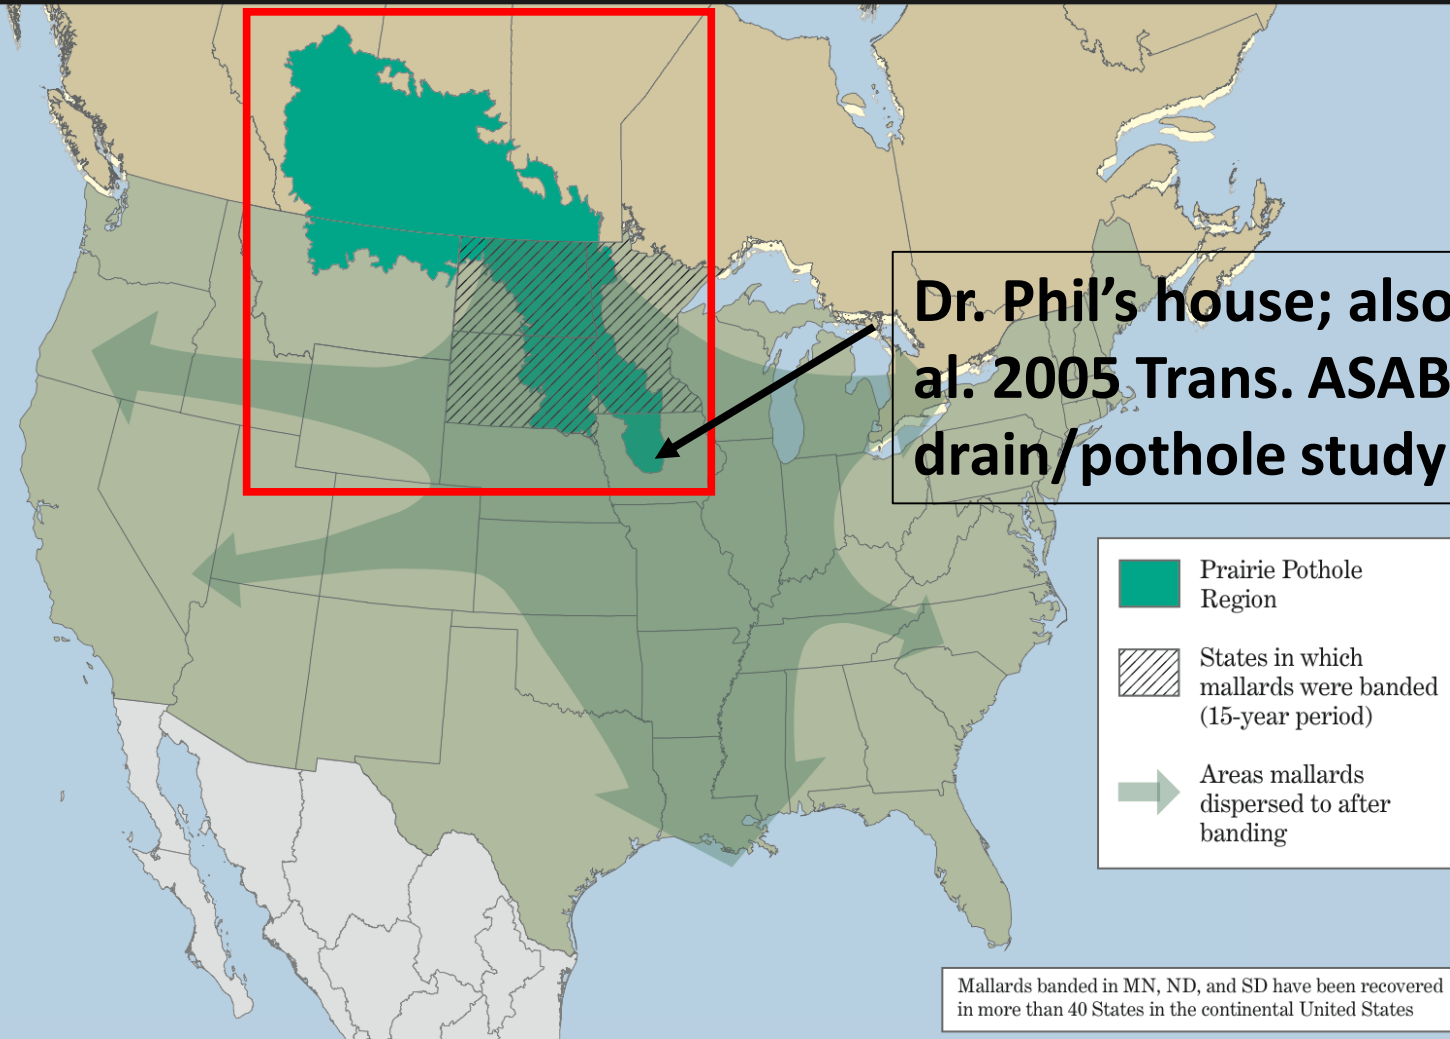 Dr. Phil’s house; also
al. 2005 Trans. ASAB
drain/pothole study
Prairie Pothole
Region
States in which
mallards were banded
(15-year period)
Areas mallards
dispersed to after
banding
Mallards banded in MN, ND, and SD have been recovered
in more than 40 States in the continental United States